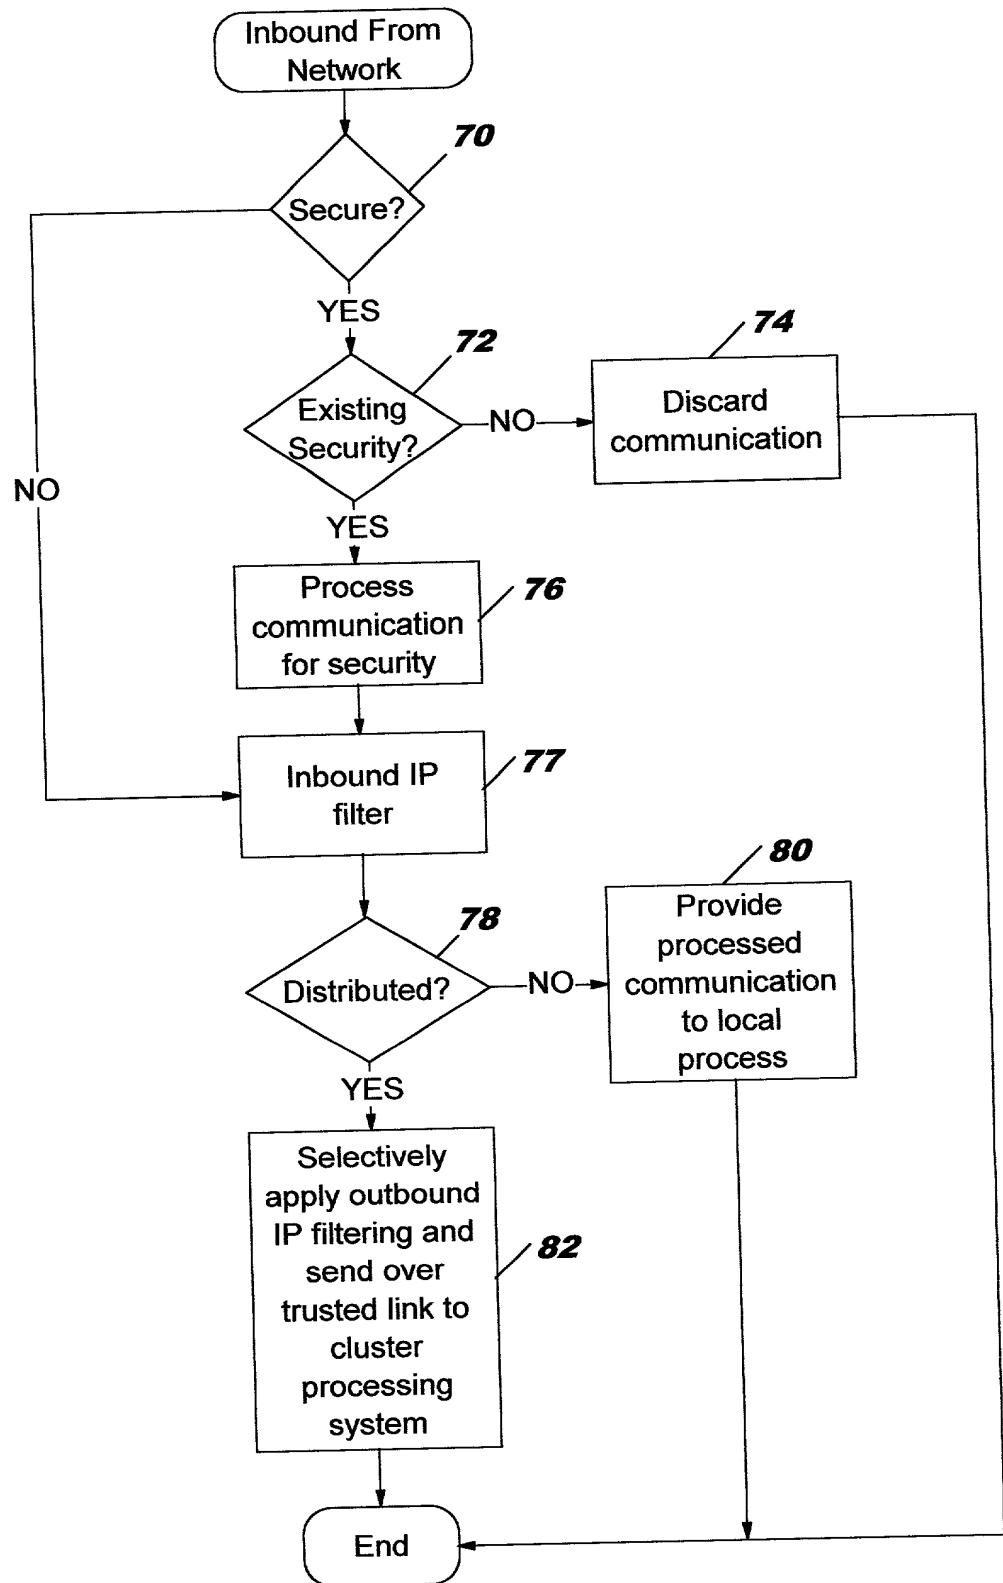 Inbound From
Network
70
Secure?
YES
72
74
Existing
Security?
NO
Discard
communication
NO
YES
76
Process
communication
for security
77
Inbound IP
filter
78
80
Distributed?
NO
Provide
processed
communication
to local
process
YES
82
Selectively
apply outbound
IP filtering and
send over
trusted link to
cluster
processing
system
End